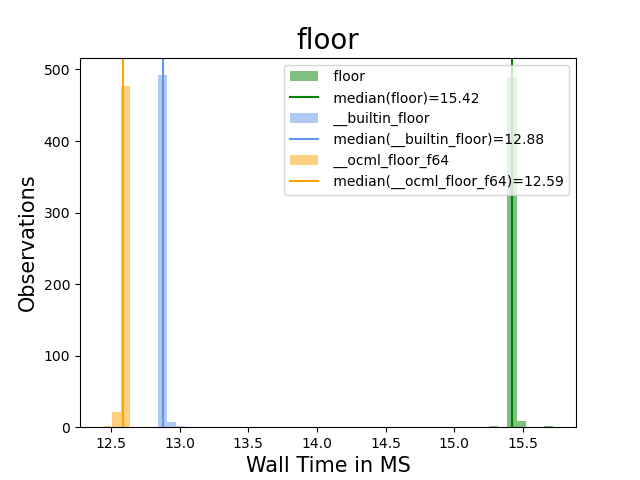 floor
Observations
500
400
300
200
100
0
floor
median(floor)=15.42
__builtin_floor
median(__builtin_floor)=12.88
__ocml_floor_f64
median(__ocml_floor_f64)=12.59
12.5 13.0 13.5 14.0 14.5 15.0 15.5
Wall Time in MS